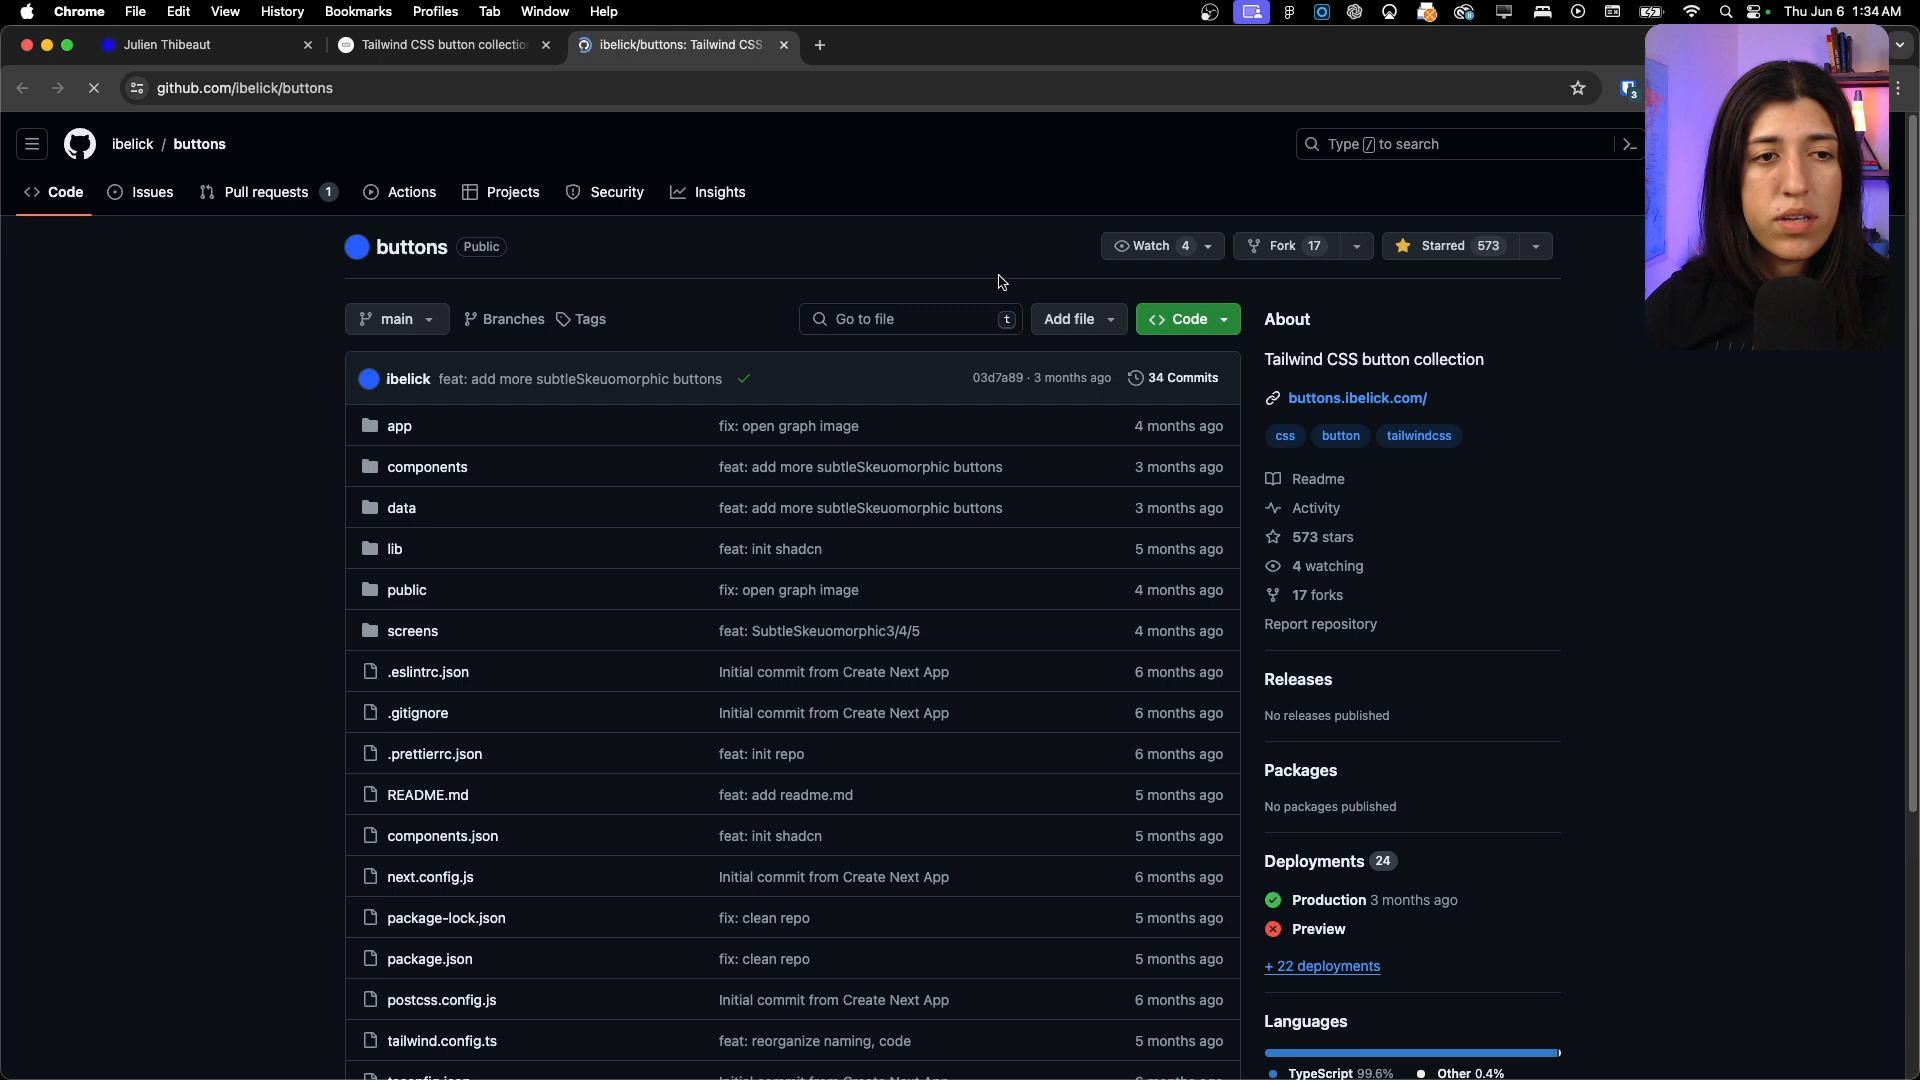 Chrome File Edit View History Bookmarks Profiles Tab Window Help
Thu Jun 6 1:34 AM
Julien Thibeaut
Tailwind CSS button collectio
ibelick/buttons: Tailwind CSS
github.com/ibelick/buttons
3
ibelick / buttons
Type / to search
Code
Issues
Pull requests 1
Actions
Projects
Security
Insights
buttons Public
Watch 4
Fork 17
Starred 573
main
Branches
Tags
Go to file t
Add file
Code
About
Tailwind CSS button collection
buttons.ibelick.com/
css button tailwindcss
Readme
Activity
573 stars
4 watching
17 forks
Report repository
ibelick feat: add more subtleSkeuomorphic buttons 03d7a89 · 3 months ago 34 Commits
app fix: open graph image 4 months ago
components feat: add more subtleSkeuomorphic buttons 3 months ago
data feat: add more subtleSkeuomorphic buttons 3 months ago
lib feat: init shadcn 5 months ago
public fix: open graph image 4 months ago
screens feat: SubtleSkeuomorphic3/4/5 4 months ago
.eslintrc.json Initial commit from Create Next App 6 months ago
.gitignore Initial commit from Create Next App 6 months ago
.prettierrc.json feat: init repo 6 months ago
README.md feat: add readme.md 5 months ago
components.json feat: init shadcn 5 months ago
next.config.js Initial commit from Create Next App 6 months ago
package-lock.json fix: clean repo 5 months ago
package.json fix: clean repo 5 months ago
postcss.config.js Initial commit from Create Next App 6 months ago
tailwind.config.ts feat: reorganize naming, code 5 months ago
Releases
No releases published
Packages
No packages published
Deployments 24
Production 3 months ago
Preview
+ 22 deployments
Languages
TypeScript 99.6% Other 0.4%